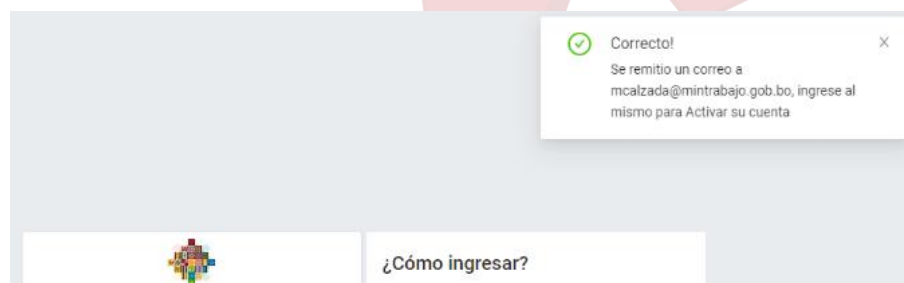 Correcto!
Se remitio un correo a
mcalzada@mintrabajo.gob.bo, ingrese al
mismo para Activar su cuenta
¿Cómo ingresar?